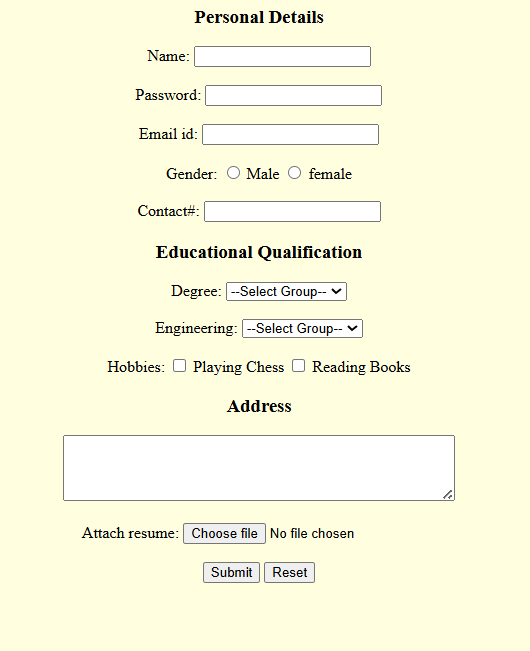 Personal Details
Name:
Password:
Email id:
Gender: Male female
Contact#:
Educational Qualification
Degree: --Select Group--
Engineering: --Select Group--
Hobbies: Playing Chess Reading Books
Address
Attach resume: Choose file No file chosen
Submit Reset